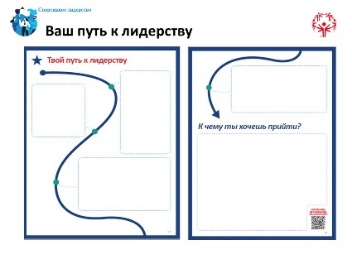 Спортивное лидерство
Ваш путь к лидерству
Твой путь к лидерству
К чему ты хочешь прийти?